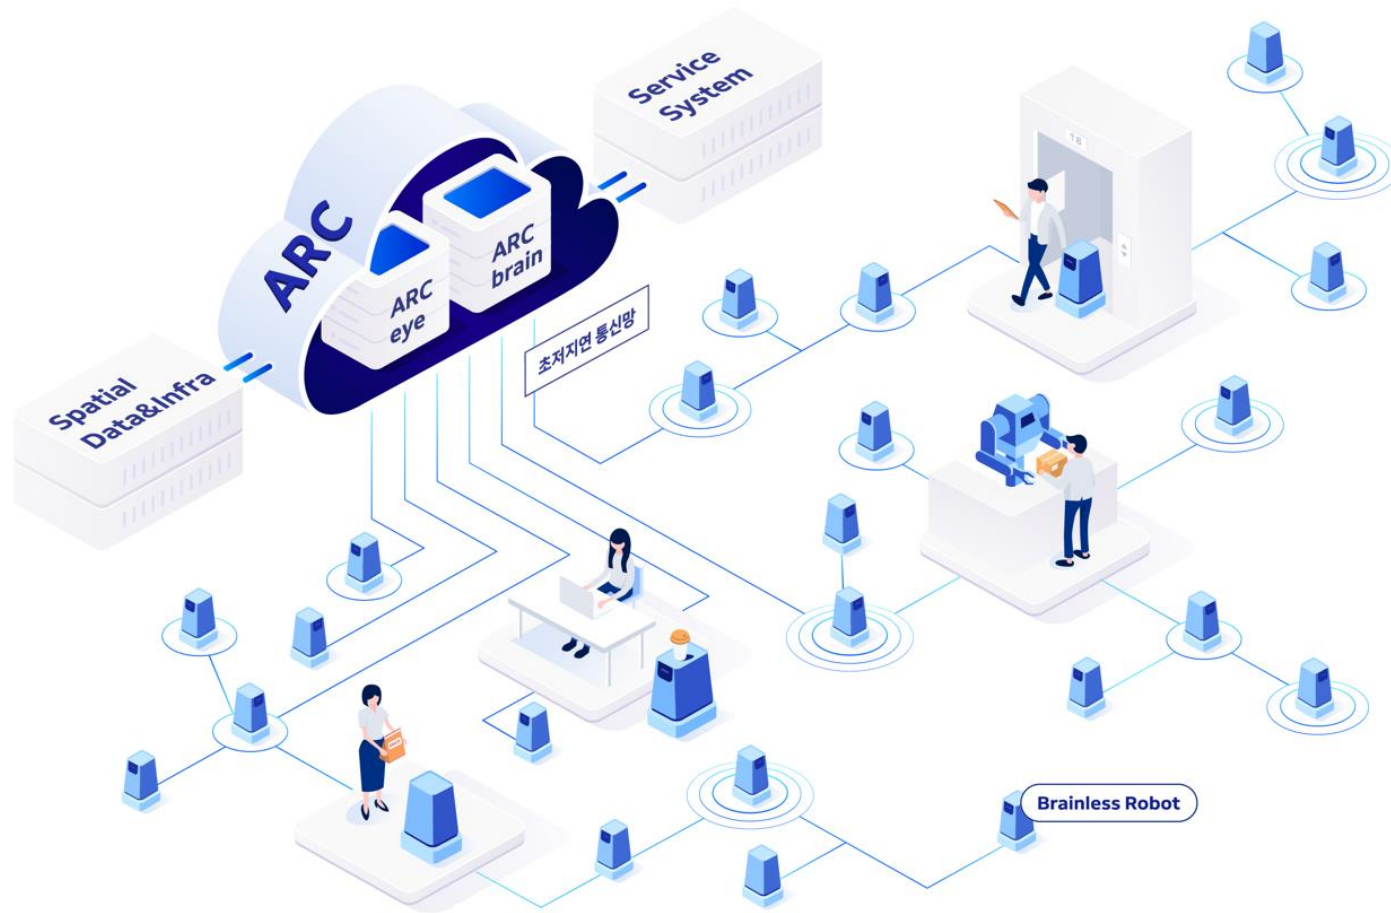 Service
System
ARC
ARC
brain
ARC
eye
초저지연 통신망
Spatial
Data&Infra
Brainless Robot